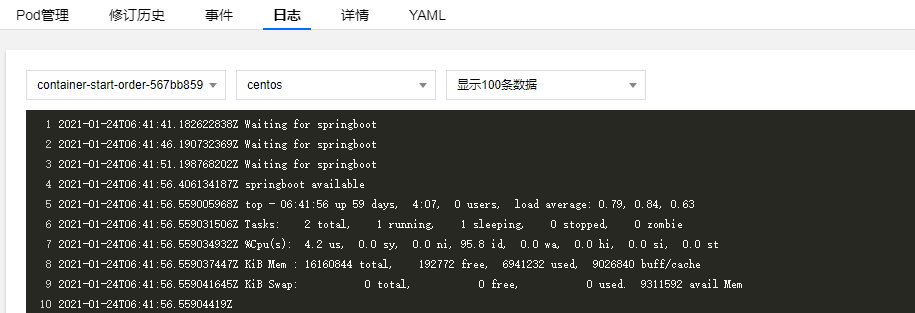 Pod管理 修订历史 事件 日志 详情 YAML
container-start-order-567bb859 centos 显示100条数据
1 2021-01-24T06:41:41.182622838Z Waiting for springboot
2 2021-01-24T06:41:46.190732369Z Waiting for springboot
3 2021-01-24T06:41:51.198768202Z Waiting for springboot
4 2021-01-24T06:41:56.406134187Z springboot available
5 2021-01-24T06:41:56.559005968Z top - 06:41:56 up 59 days,  4:07,  0 users,  load average: 0.79, 0.84, 0.63
6 2021-01-24T06:41:56.559031506Z Tasks:   2 total,   1 running,   1 sleeping,   0 stopped,   0 zombie
7 2021-01-24T06:41:56.559034932Z %Cpu(s):  4.2 us,  0.0 sy,  0.0 ni, 95.8 id,  0.0 wa,  0.0 hi,  0.0 si,  0.0 st
8 2021-01-24T06:41:56.559037447Z KiB Mem : 16160844 total,   192772 free,  6941232 used,  9026840 buff/cache
9 2021-01-24T06:41:56.559041645Z KiB Swap:        0 total,        0 free,        0 used.  9311592 avail Mem
10 2021-01-24T06:41:56.55904419Z